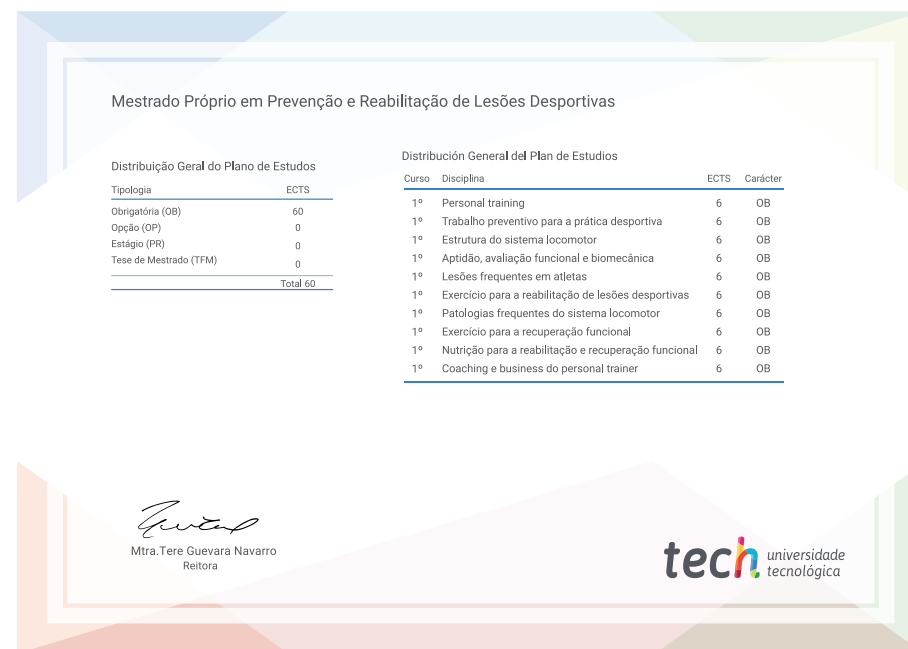 Mestrado Próprio em Prevenção e Reabilitação de Lesões Desportivas
Distribuição Geral do Plano de Estudos
Tipologia ECTS
Obrigatória (OB) 60
Opção (OP) 0
Estágio (PR) 0
Tese de Mestrado (TFM) 0
Total 60
Distribución General del Plan de Estudios
Curso Disciplina ECTS Carácter
1º Personal training 6 OB
1º Trabalho preventivo para a prática desportiva 6 OB
1º Estrutura do sistema locomotor 6 OB
1º Aptidão, avaliação funcional e biomecânica 6 OB
1º Lesões frequentes em atletas 6 OB
1º Exercício para a reabilitação de lesões desportivas 6 OB
1º Patologias frequentes do sistema locomotor 6 OB
1º Exercício para a recuperação funcional 6 OB
1º Nutrição para a reabilitação e recuperação funcional 6 OB
1º Coaching e business do personal trainer 6 OB
Mtra.Tere Guevara Navarro
Reitora
tech universidade
tecnológica